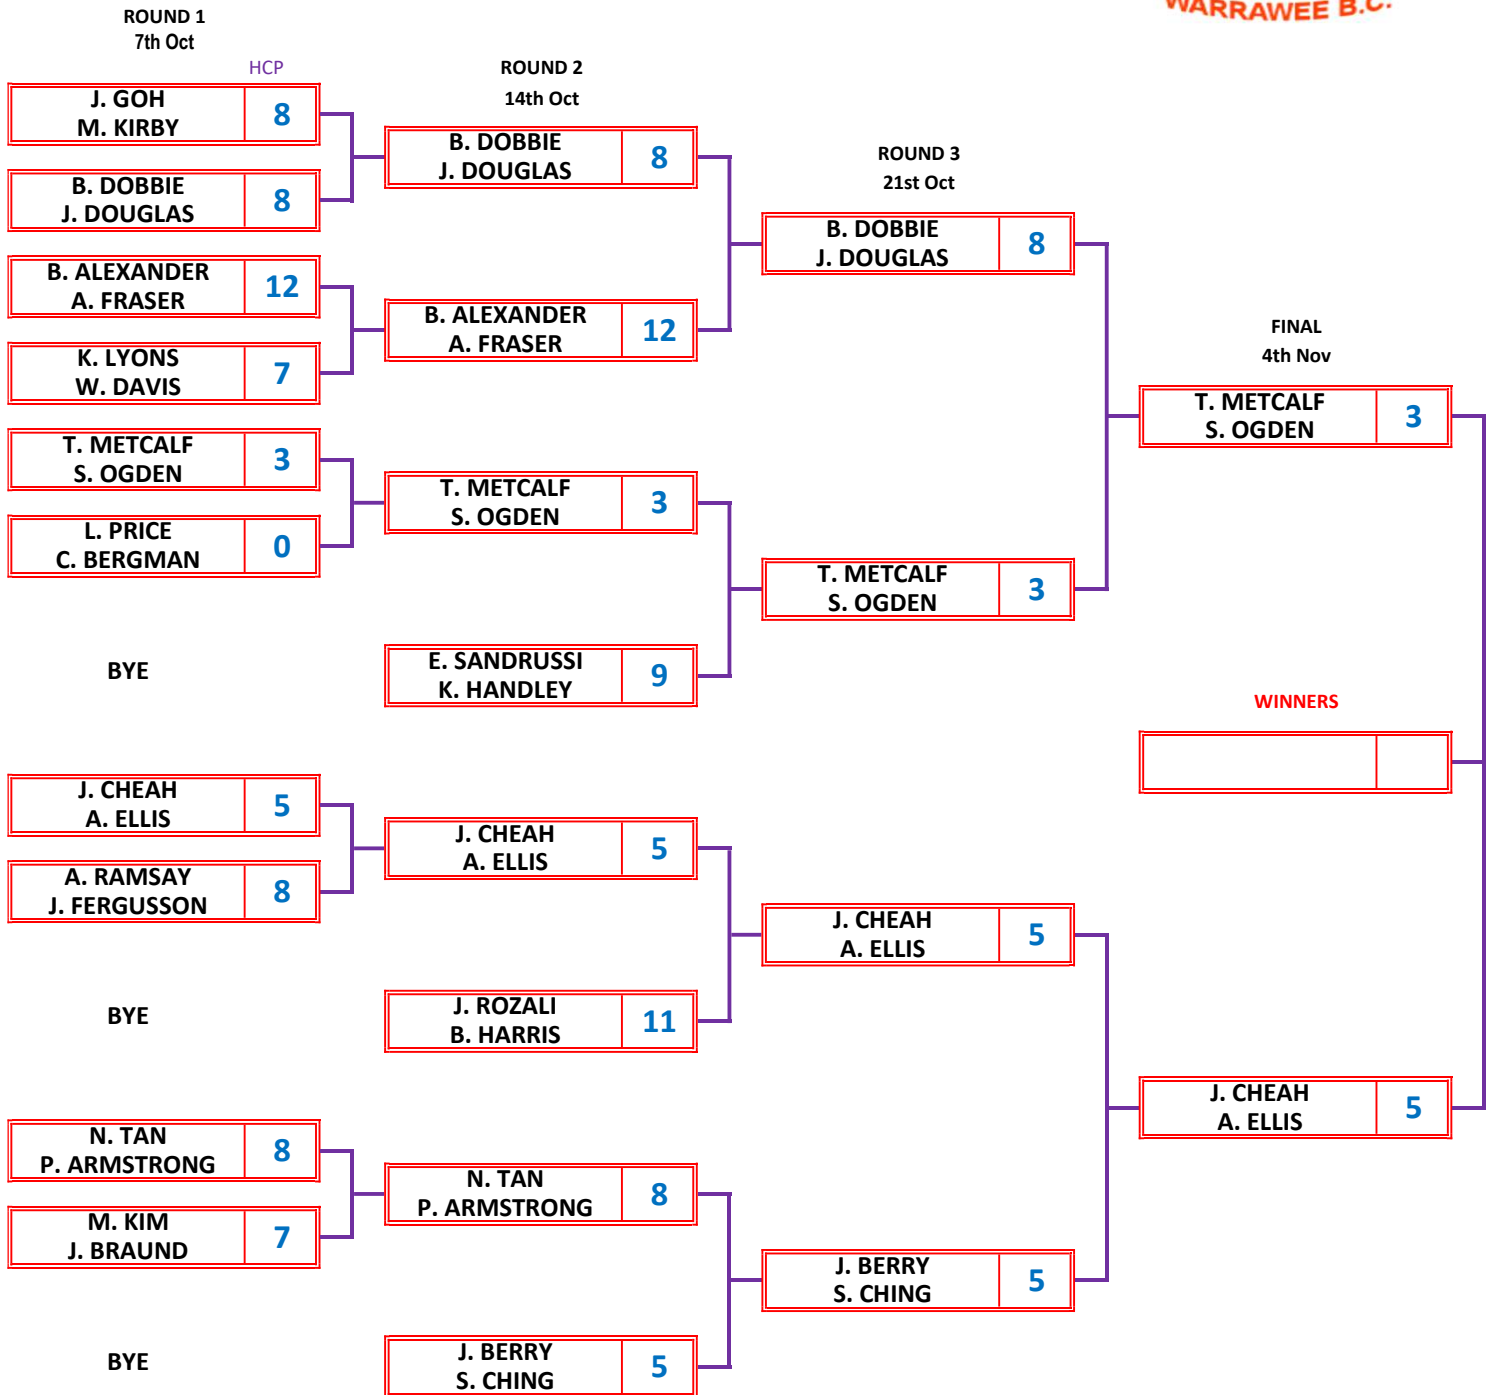 WARRAWEE B.C.
ROUND 1
7th Oct
HCP
J. GOH
M. KIRBY
8
B. DOBBIE
J. DOUGLAS
8
B. ALEXANDER
A. FRASER
12
K. LYONS
W. DAVIS
7
T. METCALF
S. OGDEN
3
L. PRICE
C. BERGMAN
0
BYE
J. CHEAH
A. ELLIS
5
A. RAMSAY
J. FERGUSSON
8
BYE
N. TAN
P. ARMSTRONG
8
M. KIM
J. BRAUND
7
BYE
ROUND 2
14th Oct
B. DOBBIE
J. DOUGLAS
8
B. ALEXANDER
A. FRASER
12
T. METCALF
S. OGDEN
3
E. SANDRUSSI
K. HANDLEY
9
J. CHEAH
A. ELLIS
5
J. ROZALI
B. HARRIS
11
N. TAN
P. ARMSTRONG
8
J. BERRY
S. CHING
5
ROUND 3
21st Oct
B. DOBBIE
J. DOUGLAS
8
T. METCALF
S. OGDEN
3
J. CHEAH
A. ELLIS
5
J. BERRY
S. CHING
5
FINAL
4th Nov
T. METCALF
S. OGDEN
3
WINNERS
J. CHEAH
A. ELLIS
5